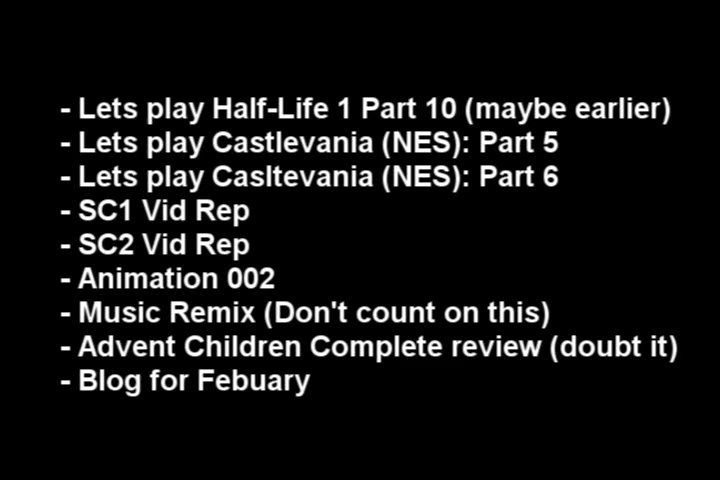 - Lets play Half-Life 1 Part 10 (maybe earlier)
- Lets play Castlevania (NES): Part 5
- Lets play Casltevania (NES): Part 6
- SC1 Vid Rep
- SC2 Vid Rep
- Animation 002
- Music Remix (Don't count on this)
- Advent Children Complete review (doubt it)
- Blog for Febuary